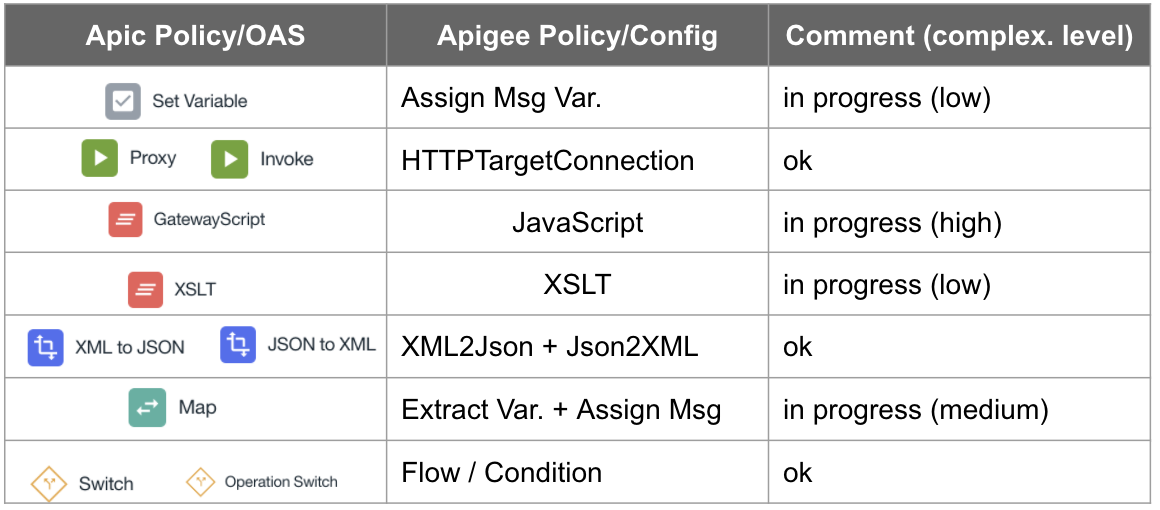 Apic Policy/OAS Apigee Policy/Config Comment (complex. level)
Set Variable Assign Msg Var. in progress (low)
Proxy Invoke HTTPTargetConnection ok
GatewayScript JavaScript in progress (high)
XSLT XSLT in progress (low)
XML to JSON JSON to XML XML2Json + Json2XML ok
Map Extract Var. + Assign Msg in progress (medium)
Switch Operation Switch Flow / Condition ok